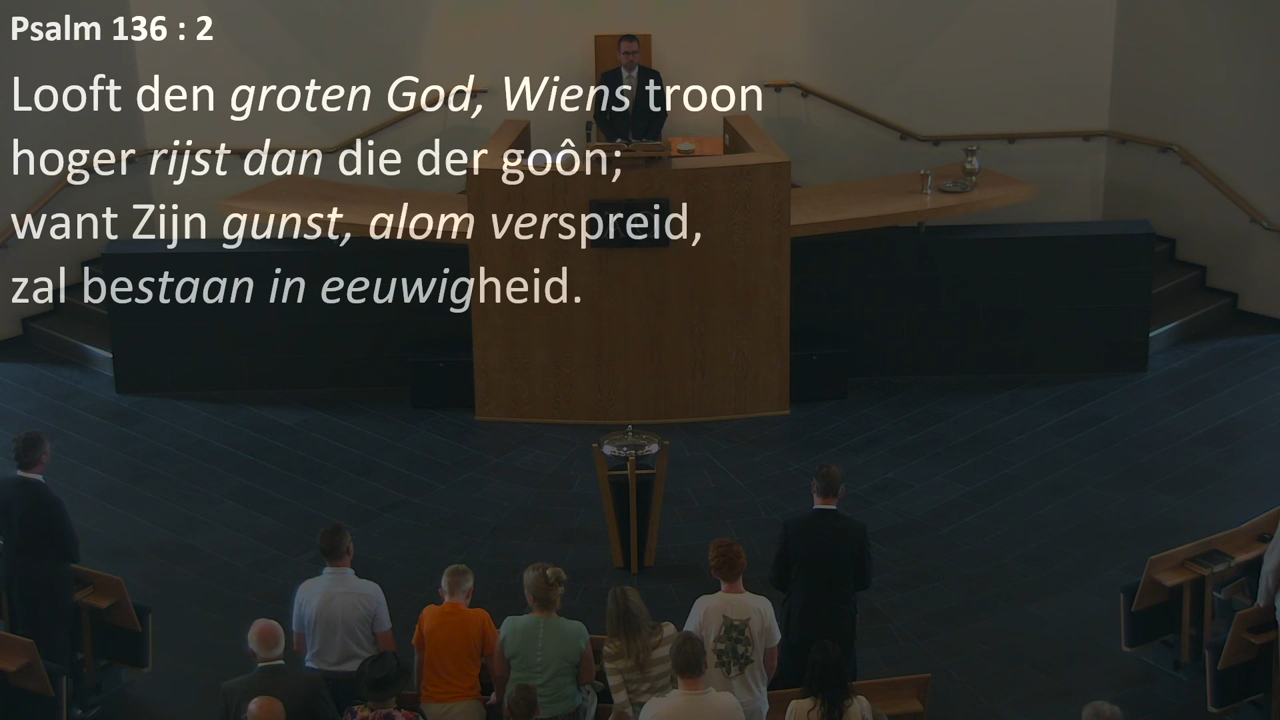 Psalm 136 : 2
Looft den groten God, Wiens troon
hoger rijst dan die der goôn;
want Zijn gunst, alom verspreid,
zal bestaan in eeuwigheid.